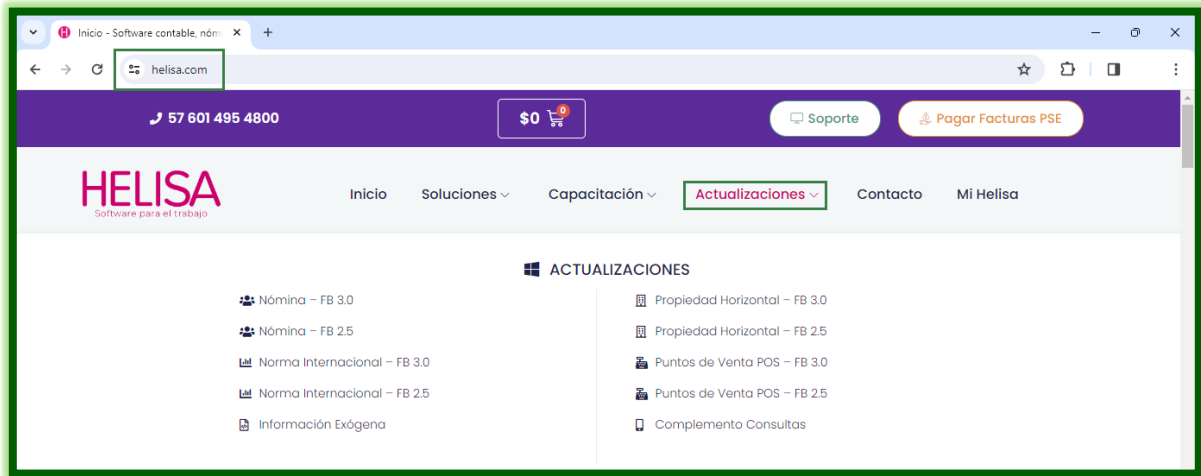 Inicio - Software contable, nóm
helisa.com
57 601 495 4800
$0 0
Soporte
Pagar Facturas PSE
HELISA
Software para el trabajo
Inicio Soluciones Capacitación Actualizaciones Contacto Mi Helisa
ACTUALIZACIONES
Nómina – FB 3.0
Nómina – FB 2.5
Norma Internacional – FB 3.0
Norma Internacional – FB 2.5
Información Exógena
Propiedad Horizontal – FB 3.0
Propiedad Horizontal – FB 2.5
Puntos de Venta POS – FB 3.0
Puntos de Venta POS – FB 2.5
Complemento Consultas